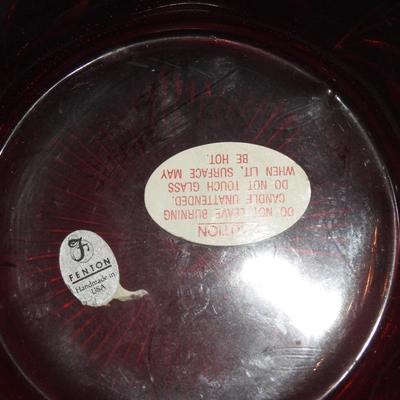 CAUTION
DO NOT LEAVE BURNING
CANDLE UNATTENDED.
DO NOT TOUCH GLASS
WHEN LIT, SURFACE MAY
BE HOT.
F
FENTON
Handmade in
USA